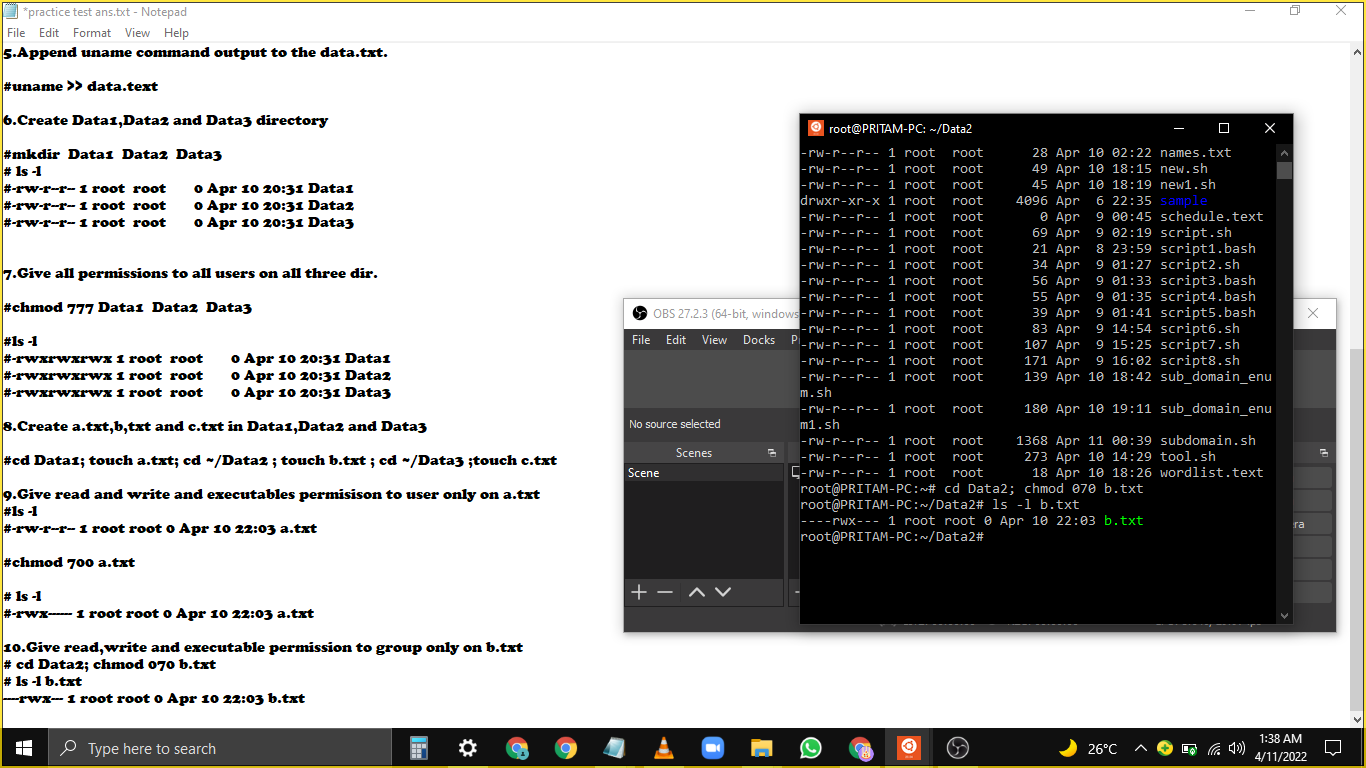 *practice test ans.txt - Notepad
File Edit Format View Help
5.Append uname command output to the data.txt.
#uname >> data.text
6.Create Data1,Data2 and Data3 directory
#mkdir  Data1  Data2  Data3
# ls -l
#-rw-r--r-- 1 root  root      0 Apr 10 20:31 Data1
#-rw-r--r-- 1 root  root      0 Apr 10 20:31 Data2
#-rw-r--r-- 1 root  root      0 Apr 10 20:31 Data3
7.Give all permissions to all users on all three dir.
#chmod 777 Data1  Data2  Data3
#ls -l
#-rwxrwxrwx 1 root  root      0 Apr 10 20:31 Data1
#-rwxrwxrwx 1 root  root      0 Apr 10 20:31 Data2
#-rwxrwxrwx 1 root  root      0 Apr 10 20:31 Data3
8.Create a.txt,b,txt and c.txt in Data1,Data2 and Data3
#cd Data1; touch a.txt; cd ~/Data2 ; touch b.txt ; cd ~/Data3 ;touch c.txt
9.Give read and write and executables permisison to user only on a.txt
#ls -l
#-rw-r--r-- 1 root root 0 Apr 10 22:03 a.txt
#chmod 700 a.txt
# ls -l
#-rwx------ 1 root root 0 Apr 10 22:03 a.txt
10.Give read,write and executable permission to group only on b.txt
# cd Data2; chmod 070 b.txt
# ls -l b.txt
----rwx--- 1 root root 0 Apr 10 22:03 b.txt
root@PRITAM-PC: ~/Data2
-rw-r--r-- 1 root  root      28 Apr 10 02:22 names.txt
-rw-r--r-- 1 root  root      49 Apr 10 18:15 new.sh
-rw-r--r-- 1 root  root      45 Apr 10 18:19 new1.sh
drwxr-xr-x 1 root  root    4096 Apr  6 22:35 sample
-rw-r--r-- 1 root  root       0 Apr  9 00:45 schedule.text
-rw-r--r-- 1 root  root      69 Apr  9 02:19 script.sh
-rw-r--r-- 1 root  root      21 Apr  8 23:59 script1.bash
-rw-r--r-- 1 root  root      34 Apr  9 01:27 script2.sh
-rw-r--r-- 1 root  root      56 Apr  9 01:33 script3.bash
-rw-r--r-- 1 root  root      55 Apr  9 01:35 script4.bash
-rw-r--r-- 1 root  root      39 Apr  9 01:41 script5.bash
-rw-r--r-- 1 root  root      83 Apr  9 14:54 script6.sh
-rw-r--r-- 1 root  root     107 Apr  9 15:25 script7.sh
-rw-r--r-- 1 root  root     171 Apr  9 16:02 script8.sh
-rw-r--r-- 1 root  root     139 Apr 10 18:42 sub_domain_enu
m.sh
-rw-r--r-- 1 root  root     180 Apr 10 19:11 sub_domain_enu
m1.sh
-rw-r--r-- 1 root  root    1368 Apr 11 00:39 subdomain.sh
-rw-r--r-- 1 root  root     273 Apr 10 14:29 tool.sh
-rw-r--r-- 1 root  root      18 Apr 10 18:26 wordlist.text
root@PRITAM-PC:~# cd Data2; chmod 070 b.txt
root@PRITAM-PC:~/Data2# ls -l b.txt
----rwx--- 1 root root 0 Apr 10 22:03 b.txt
root@PRITAM-PC:~/Data2#
OBS 27.2.3 (64-bit, windows
File Edit View Docks P
No source selected
Scenes
Scene
era
Type here to search
26°C
1:38 AM
4/11/2022